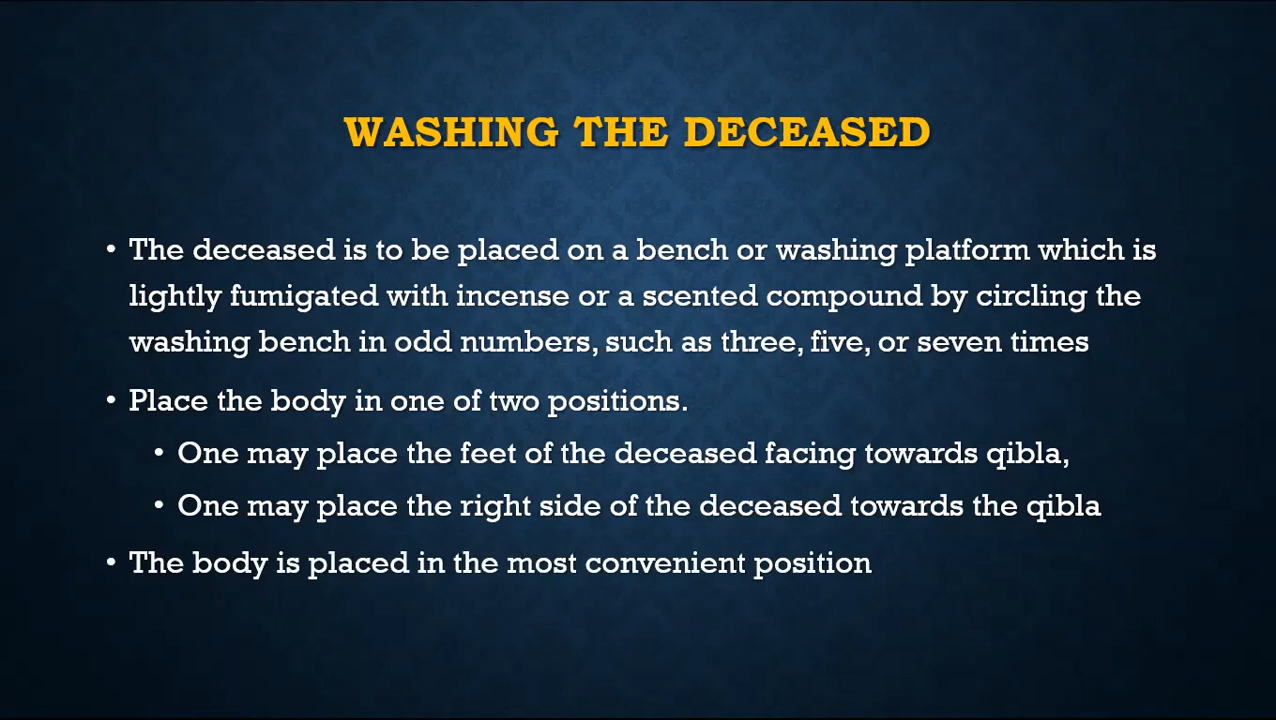 WASHING THE DECEASED
• The deceased is to be placed on a bench or washing platform which is
lightly fumigated with incense or a scented compound by circling the
washing bench in odd numbers, such as three, five, or seven times
• Place the body in one of two positions.
• One may place the feet of the deceased facing towards qibla,
• One may place the right side of the deceased towards the qibla
• The body is placed in the most convenient position